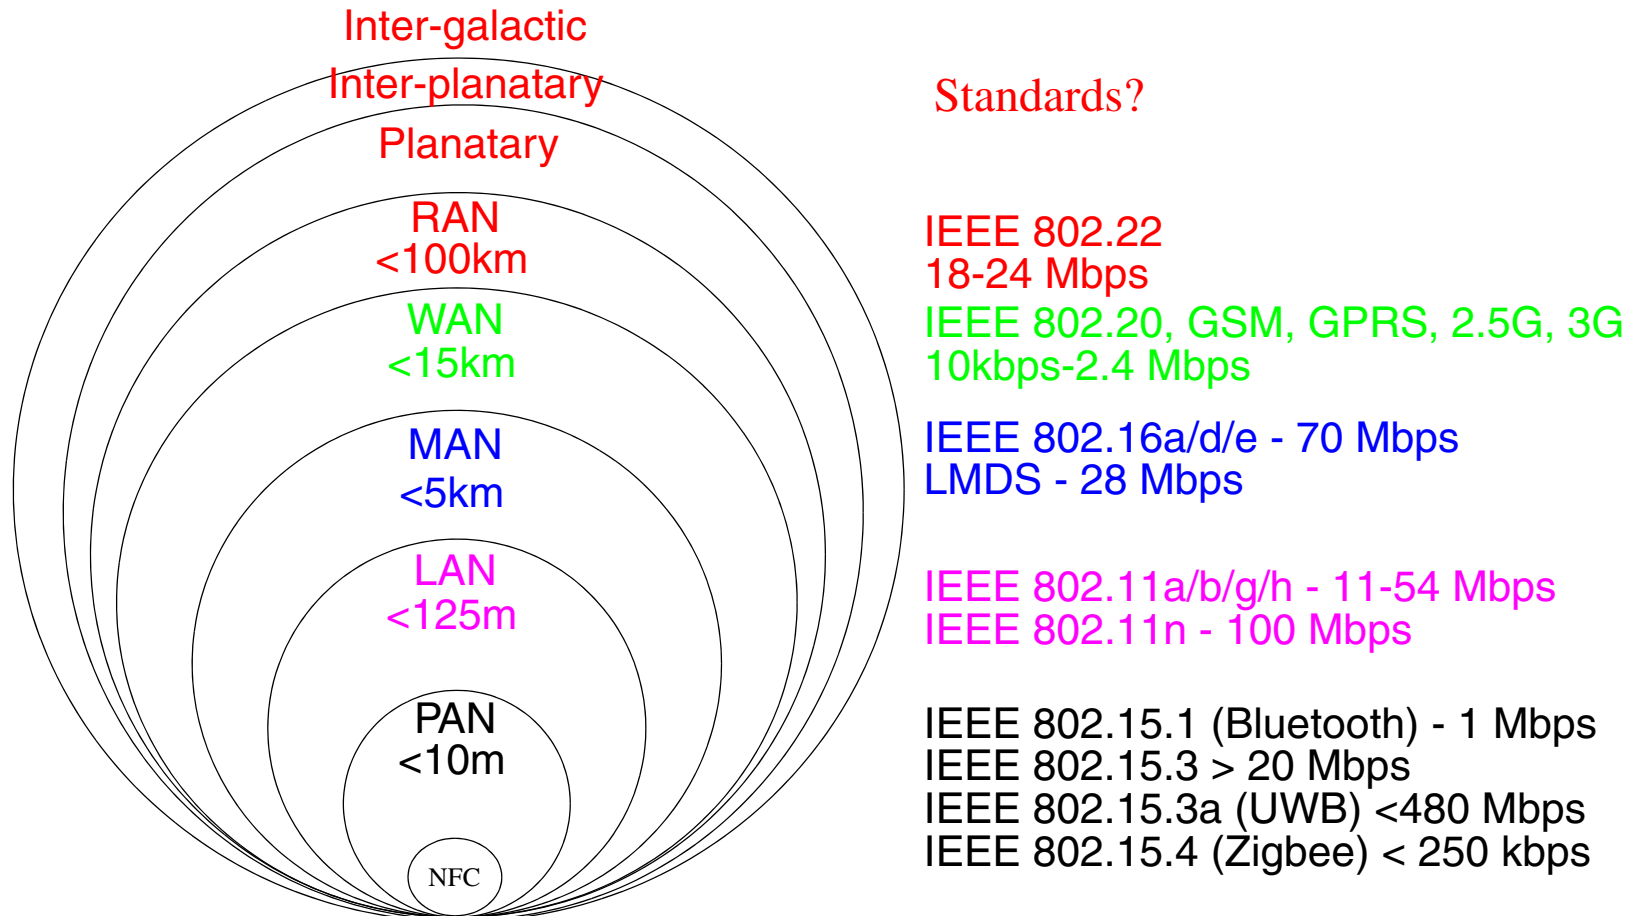 Inter-galactic
Inter-planatary
Standards?
Planatary
RAN
<100km
IEEE 802.22
18-24 Mbps
WAN
<15km
IEEE 802.20, GSM, GPRS, 2.5G, 3G
10kbps-2.4 Mbps
MAN
<5km
IEEE 802.16a/d/e - 70 Mbps
LMDS - 28 Mbps
LAN
<125m
IEEE 802.11a/b/g/h - 11-54 Mbps
IEEE 802.11n - 100 Mbps
PAN
<10m
IEEE 802.15.1 (Bluetooth) - 1 Mbps
IEEE 802.15.3 > 20 Mbps
IEEE 802.15.3a (UWB) <480 Mbps
IEEE 802.15.4 (Zigbee) < 250 kbps
NFC